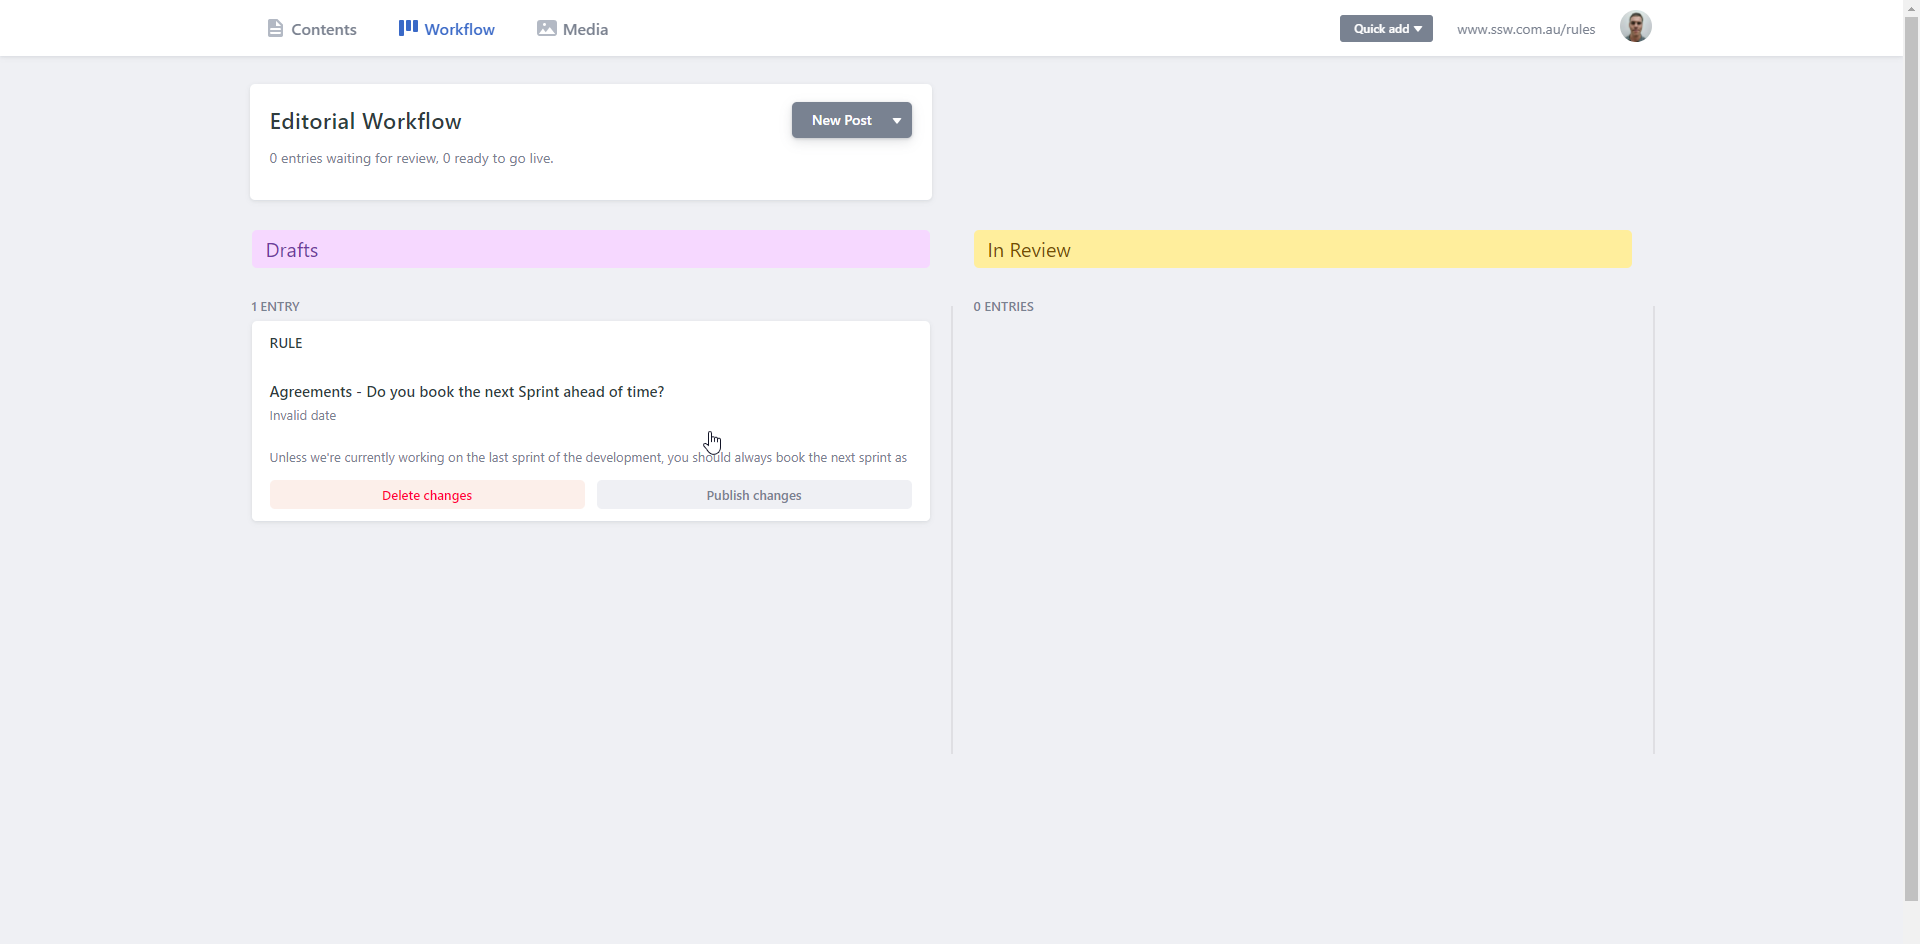 Contents
Workflow
Media
Quick add
www.ssw.com.au/rules
Editorial Workflow
New Post
0 entries waiting for review, 0 ready to go live.
Drafts
In Review
1 ENTRY
0 ENTRIES
RULE
Agreements - Do you book the next Sprint ahead of time?
Invalid date
Unless we're currently working on the last sprint of the development, you should always book the next sprint as
Delete changes
Publish changes